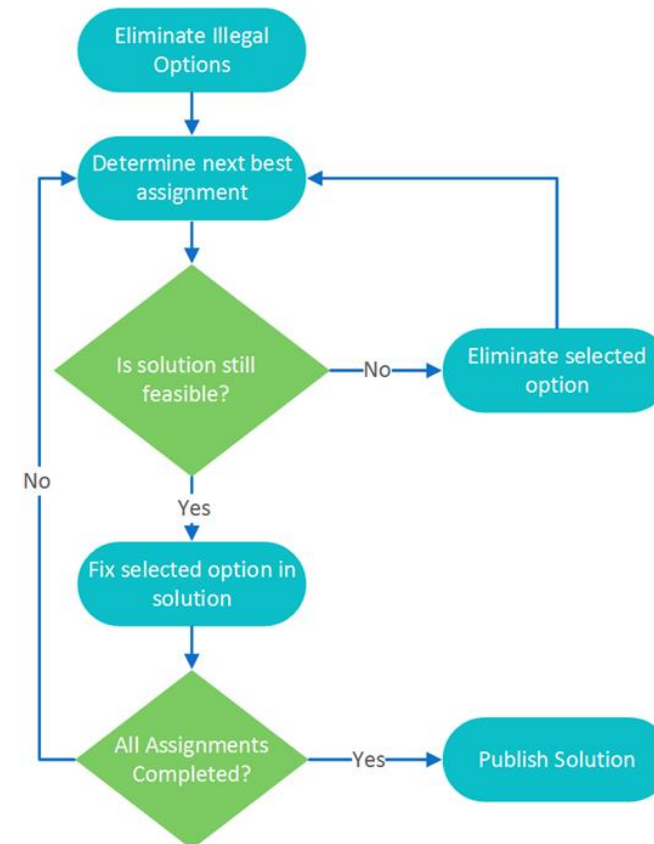 Eliminate Illegal
Options
Determine next best
assignment
Is solution still
feasible?
No
Eliminate selected
option
No
Yes
Fix selected option in
solution
All Assignments
Completed?
Yes
Publish Solution